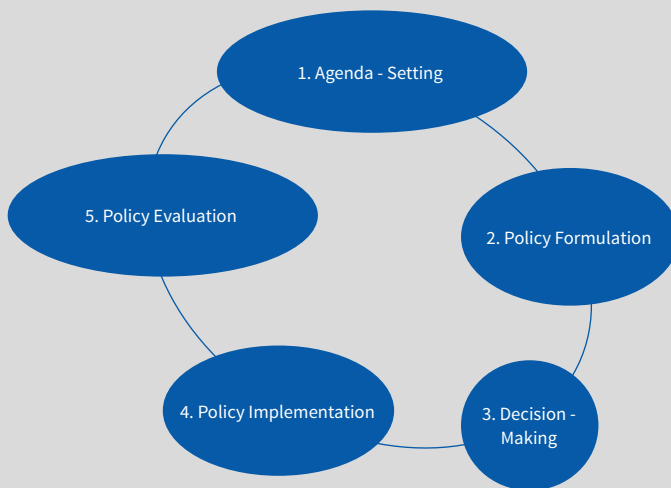 1. Agenda - Setting
2. Policy Formulation
3. Decision -
Making
4. Policy Implementation
5. Policy Evaluation